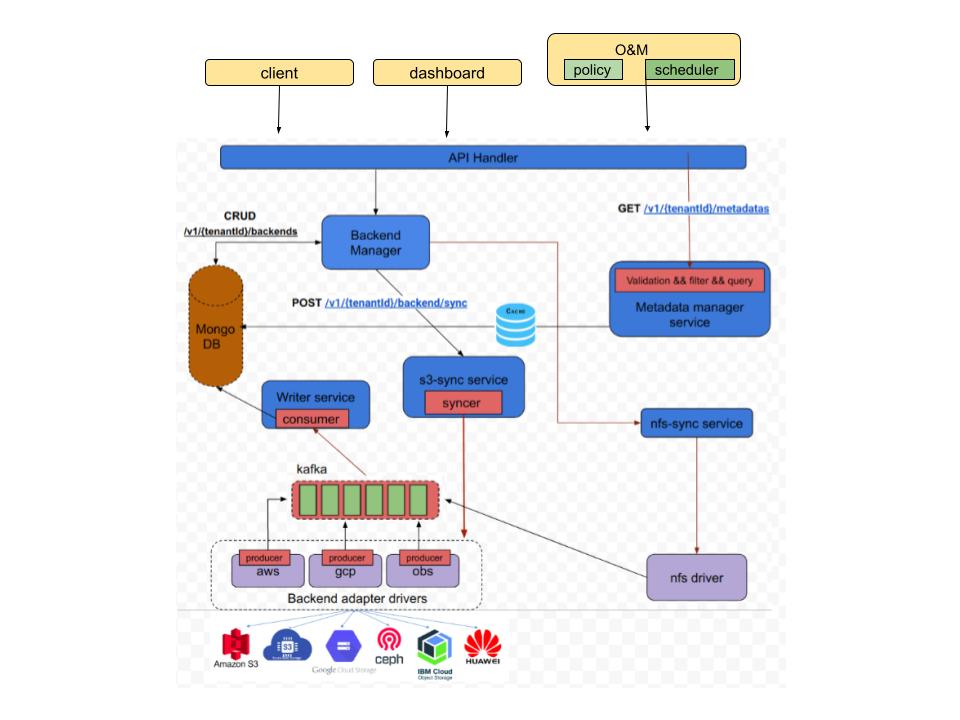 O&M
client
dashboard
policy
scheduler
API Handler
GET /v1/{tenantId}/metadatas
CRUD
/v1/{tenantId}/backends
Backend
Manager
Validation && filter && query
Metadata manager
service
POST /v1/{tenantId}/backend/sync
CACHE
Mongo
DB
s3-sync service
syncer
Writer service
consumer
nfs-sync service
kafka
producer
producer
producer
aws
gcp
obs
nfs driver
Backend adapter drivers
S3
Amazon S3
Google Cloud Storage
ceph
IBM Cloud
Object Storage
HUAWEI